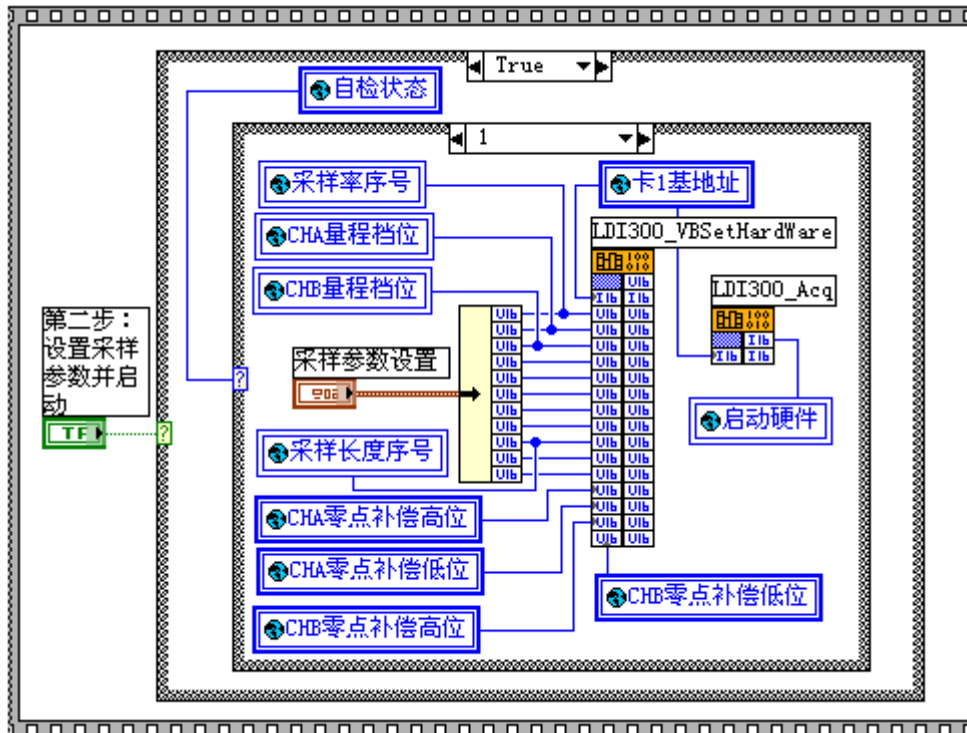 True
自检状态
1
采样率序号
卡1基地址
CHA量程档位
LDI300_VBSetHardWare
CHB量程档位
LDI300_Acq
第二步：
设置采样
参数并启
动
TF
采样参数设置
启动硬件
采样长度序号
CHA零点补偿高位
CHA零点补偿低位
CHB零点补偿低位
CHB零点补偿高位